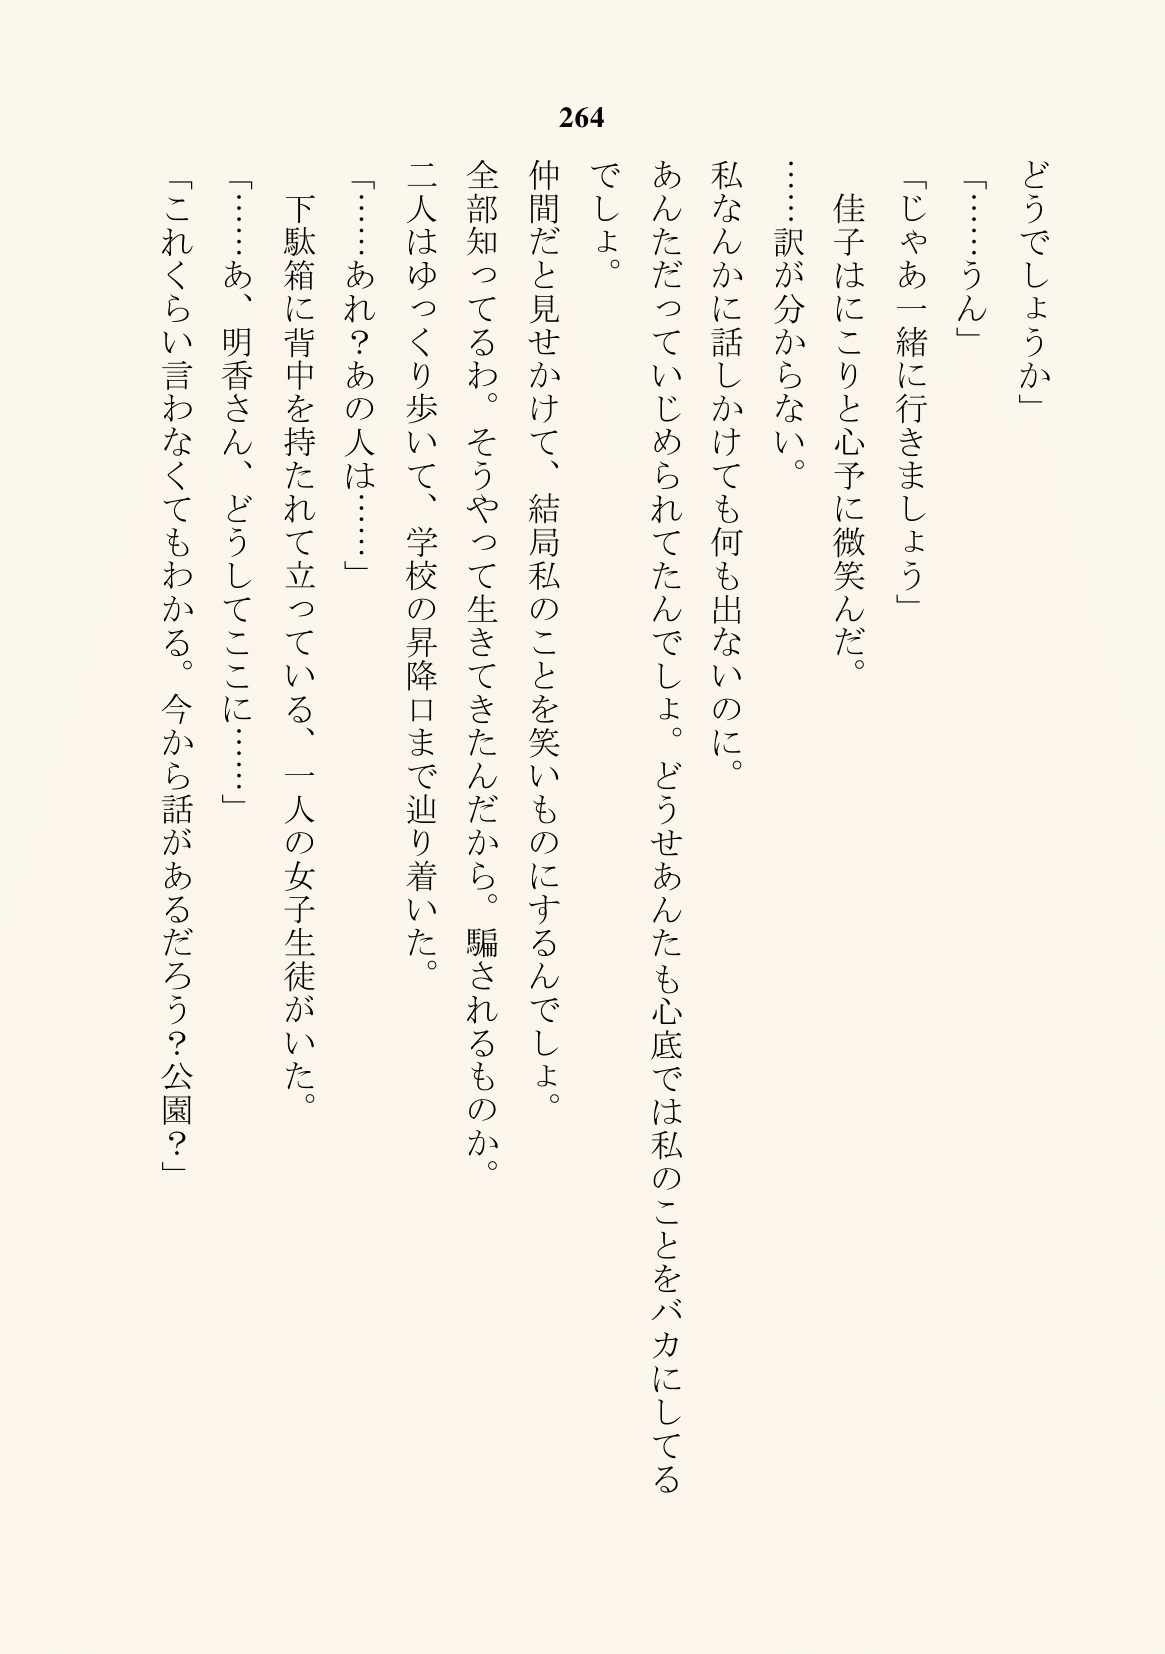 264
どうでしょうか」
「……うん」
「じゃあ一緒に行きましょう」
　佳子はにこりと心予に微笑んだ。
……訳が分からない。
私なんかに話しかけても何も出ないのに。
あんただっていじめられてたんでしょ。どうせあんたも心底では私のことをバカにしてる
でしょ。
仲間だと見せかけて、結局私のことを笑いものにするんでしょ。
全部知ってるわ。そうやって生きてきたんだから。騙されるものか。
二人はゆっくり歩いて、学校の昇降口まで辿り着いた。
「……あれ？あの人は……」
　下駄箱に背中を持たれて立っている、一人の女子生徒がいた。
「……あ、明香さん、どうしてここに……」
「これくらい言わなくてもわかる。今から話があるだろう？公園？」